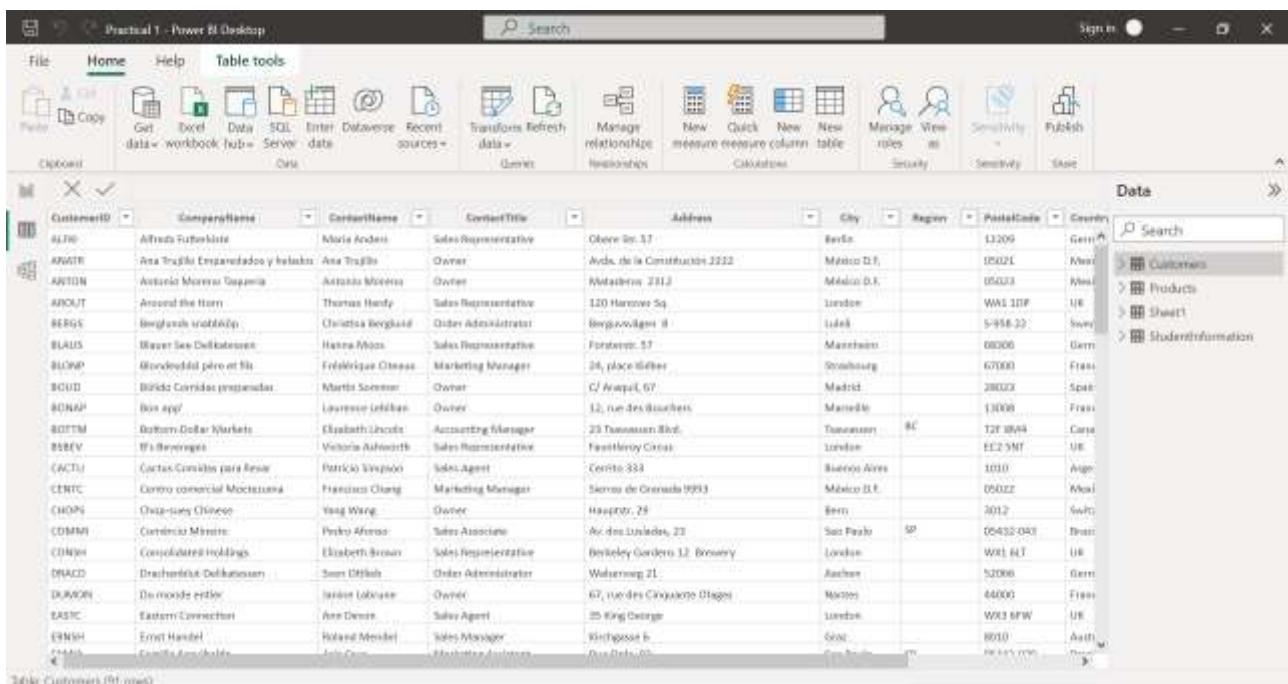 Practical 1 - Power BI Desktop
Search
Sign in
File Home Help Table tools
Paste
Cut
Copy
Get data
Excel workbook
Data hub
SQL Server
Enter data
Dataverse
Recent sources
Transform data
Refresh
Manage relationships
New measure
Quick measure
New column
New table
Manage roles
View as
Sensitivity
Publish
Clipboard Data Queries Relationships Calculations Security Sensitivity Share
CustomerID CompanyName ContactName ContactTitle Address City Region PostalCode Country
ALFKI Alfreds Futterkiste Maria Anders Sales Representative Obere Str. 57 Berlin 12209
ANATR Ana Trujillo Emparedados y helados Ana Trujillo Owner Avda. de la Constitución 2222 México D.F. 05021
ANTON Antonio Moreno Taquería Antonio Moreno Owner Mataderos 2312 México D.F. 05023
AROUT Around the Horn Thomas Hardy Sales Representative 120 Hanover Sq. London WA1 1DP UK
BERGS Berglunds snabbköp Christina Berglund Order Administrator Berguvsvägen 8 Luleå S-958 22
BLAUS Blauer See Delikatessen Hanna Moos Sales Representative Forsterstr. 57 Mannheim 68306
BLONP Blondesddsl père et fils Frédérique Citeaux Marketing Manager 24, place Kléber Strasbourg 67000
BOLID Bólido Comidas preparadas Martín Sommer Owner C/ Araquil, 67 Madrid 28023
BONAP Bon app' Laurence Lebihan Owner 12, rue des Bouchers Marseille 13008
BOTTM Bottom-Dollar Markets Elizabeth Lincoln Accounting Manager 23 Tsawassen Blvd. Tsawassen BC T2F 8M4
BSBEV B's Beverages Victoria Ashworth Sales Representative Fauntleroy Circus London EC2 5NT UK
CACTU Cactus Comidas para llevar Patricio Simpson Sales Agent Cerrito 333 Buenos Aires 1010
CENTC Centro comercial Moctezuma Francisco Chang Marketing Manager Sierras de Granada 9993 México D.F. 05022
CHOPS Chop-suey Chinese Yang Wang Owner Hauptstr. 29 Bern 3012
COMMI Comércio Mineiro Pedro Afonso Sales Associate Av. dos Lusíadas, 23 Sao Paulo SP 05432-043
CONSH Consolidated Holdings Elizabeth Brown Sales Representative Berkeley Gardens 12 Brewery London WX1 6LT UK
DRACD Drachenblut Delikatessen Sven Ottlieb Order Administrator Walserweg 21 Aachen 52066
DUMON Du monde entier Janine Labrune Owner 67, rue des Cinquante Otages Nantes 44000
EASTC Eastern Connection Ann Devon Sales Agent 35 King George London WX3 6FW UK
ERNSH Ernst Handel Roland Mendel Sales Manager Kirchgasse 6 Graz 8010
Data
Search
Customers
Products
Sheet1
StudentInformation
Table: Customers (91 rows)